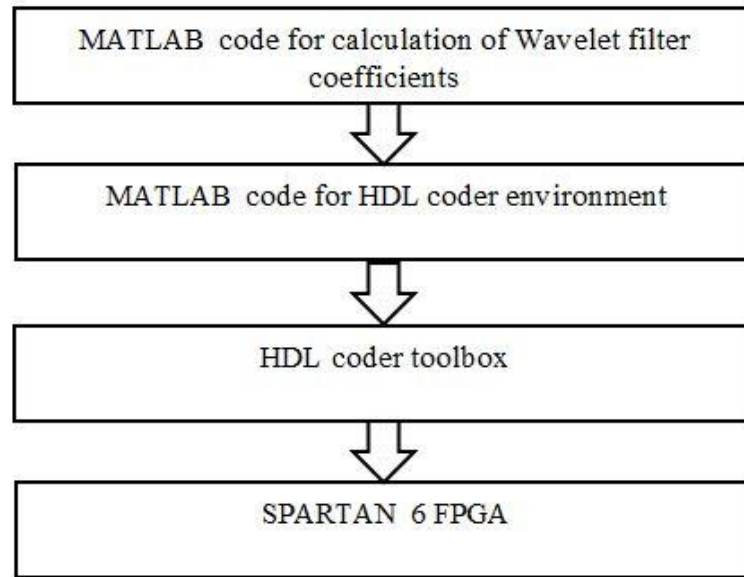 MATLAB code for calculation of Wavelet filter
coefficients
MATLAB code for HDL coder environment
HDL coder toolbox
SPARTAN 6 FPGA